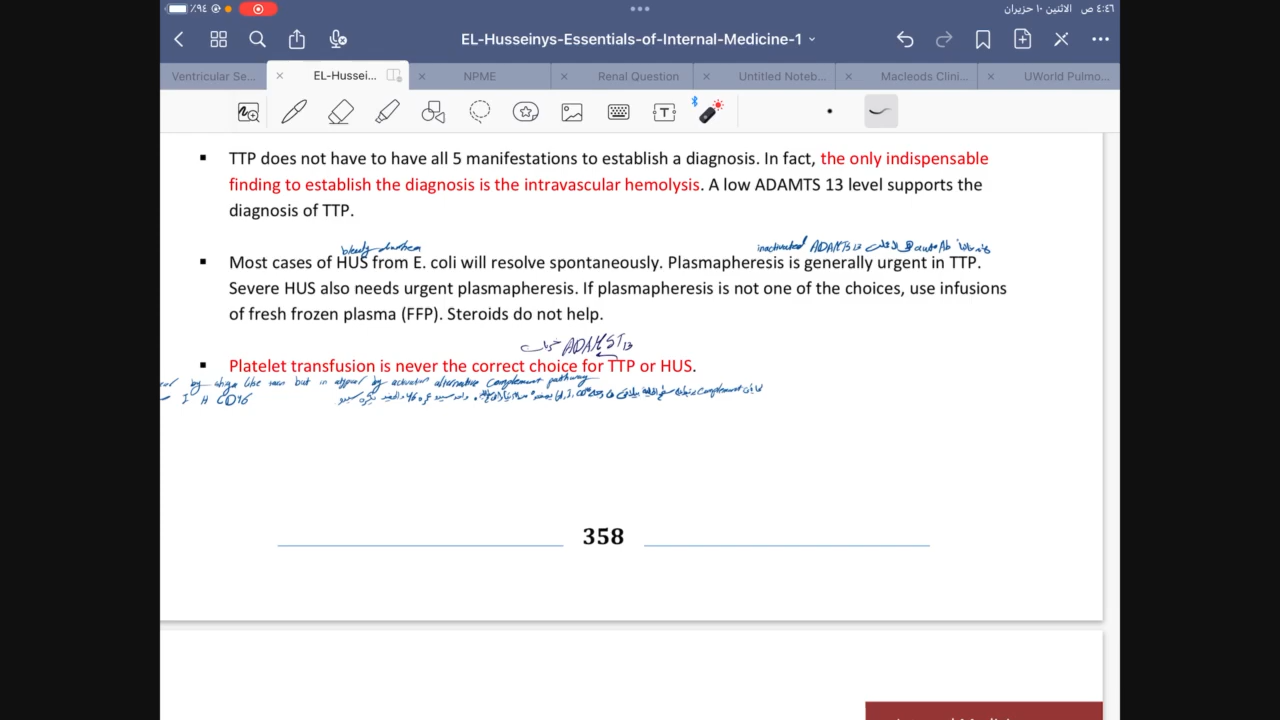 ٪٩٤
٤:٤٦ ص الاثنين ١٠ حزيران
EL-Husseinys-Essentials-of-Internal-Medicine-1
Ventricular Se... EL-Hussei... NPME Renal Question Untitled Noteb... Macleods Clini... UWorld Pulmo...
▪ TTP does not have to have all 5 manifestations to establish a diagnosis. In fact, the only indispensable
finding to establish the diagnosis is the intravascular hemolysis. A low ADAMTS 13 level supports the
diagnosis of TTP.
bloody diarrhea inactivated ADAMTS 13 auto Ab
▪ Most cases of HUS from E. coli will resolve spontaneously. Plasmapheresis is generally urgent in TTP.
Severe HUS also needs urgent plasmapheresis. If plasmapheresis is not one of the choices, use infusions
of fresh frozen plasma (FFP). Steroids do not help.
ADAMST 13
▪ Platelet transfusion is never the correct choice for TTP or HUS.
by shiga like toxin but in atypical by activation alternative complement pathway
I H CD46 complement
358